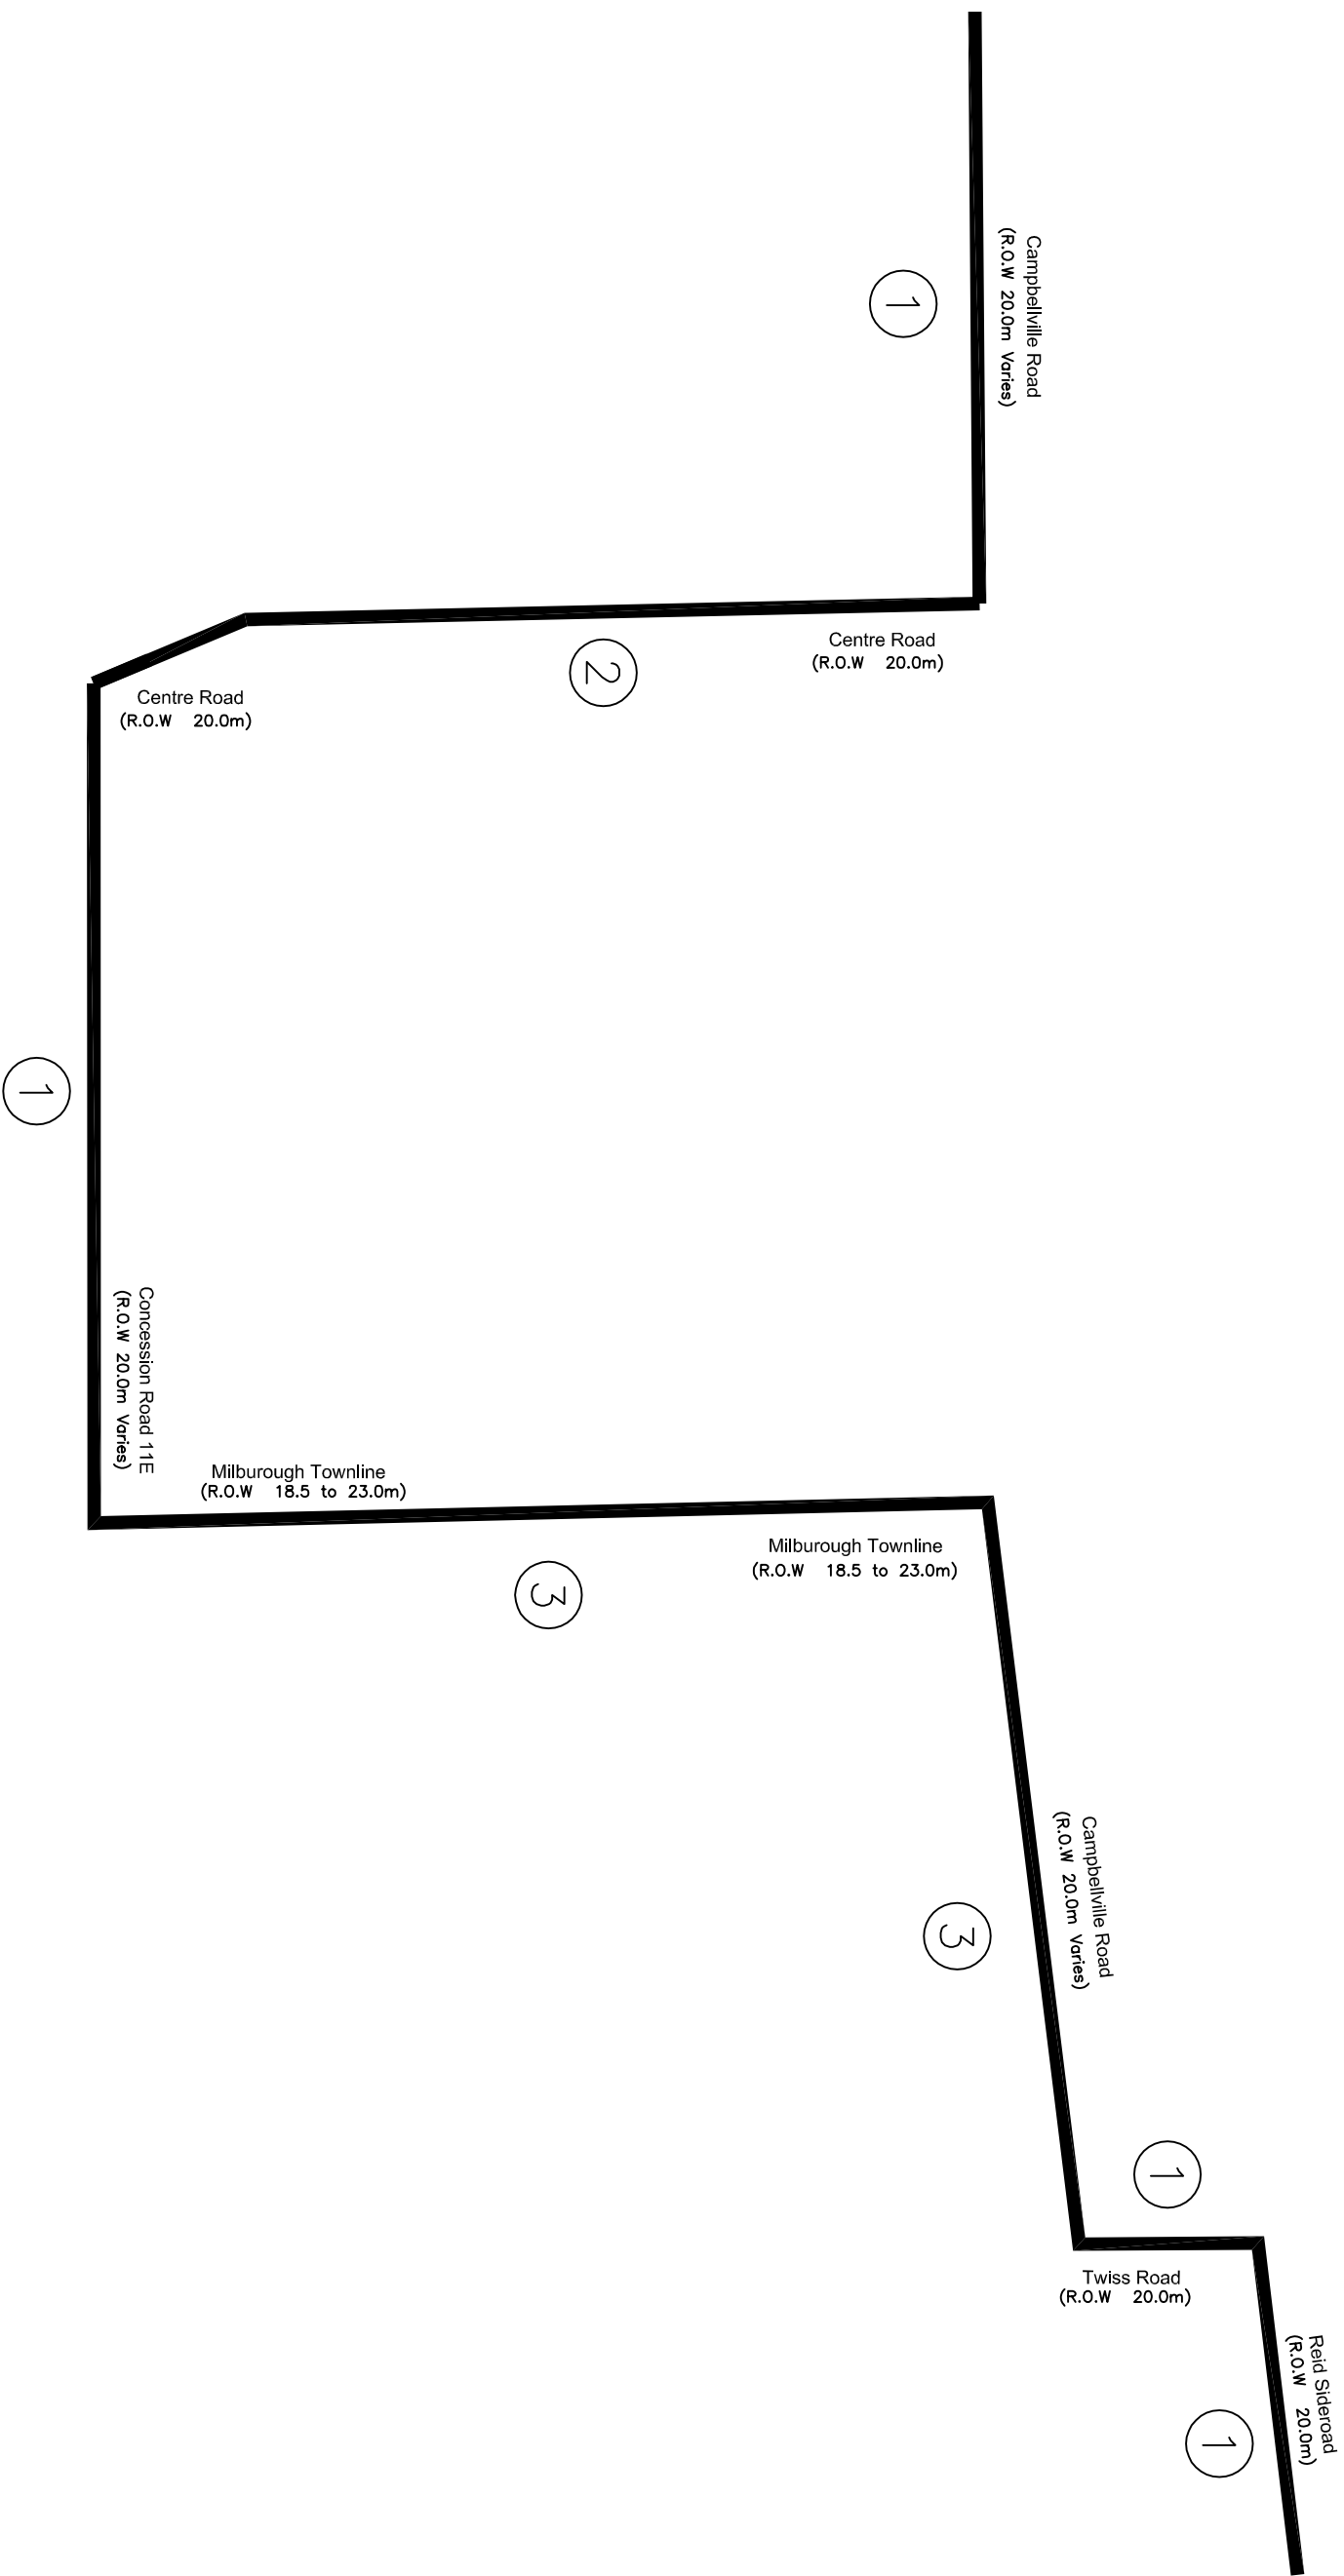 Campbellville Road
(R.O.W 20.0m Varies)
1
Centre Road
(R.O.W 20.0m)
2
Centre Road
(R.O.W 20.0m)
1
Concession Road 11E
(R.O.W 20.0m Varies)
Milburough Townline
(R.O.W 18.5 to 23.0m)
Milburough Townline
(R.O.W 18.5 to 23.0m)
3
Campbellville Road
(R.O.W 20.0m Varies)
3
1
Twiss Road
(R.O.W 20.0m)
Reid Sideroad
(R.O.W 20.0m)
1